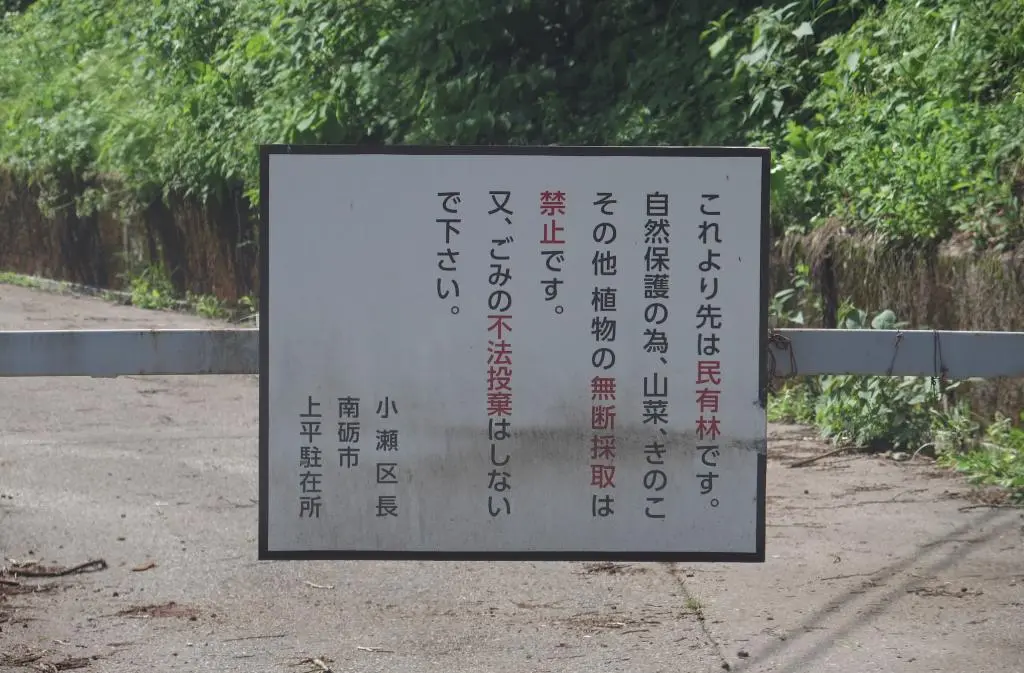 これより先は民有林です。
自然保護の為、山菜、きのこ
その他 植物の無断採取は
禁止です。
又、ごみの不法投棄はしない
で下さい。
小瀬区長
南砺市
上平駐在所